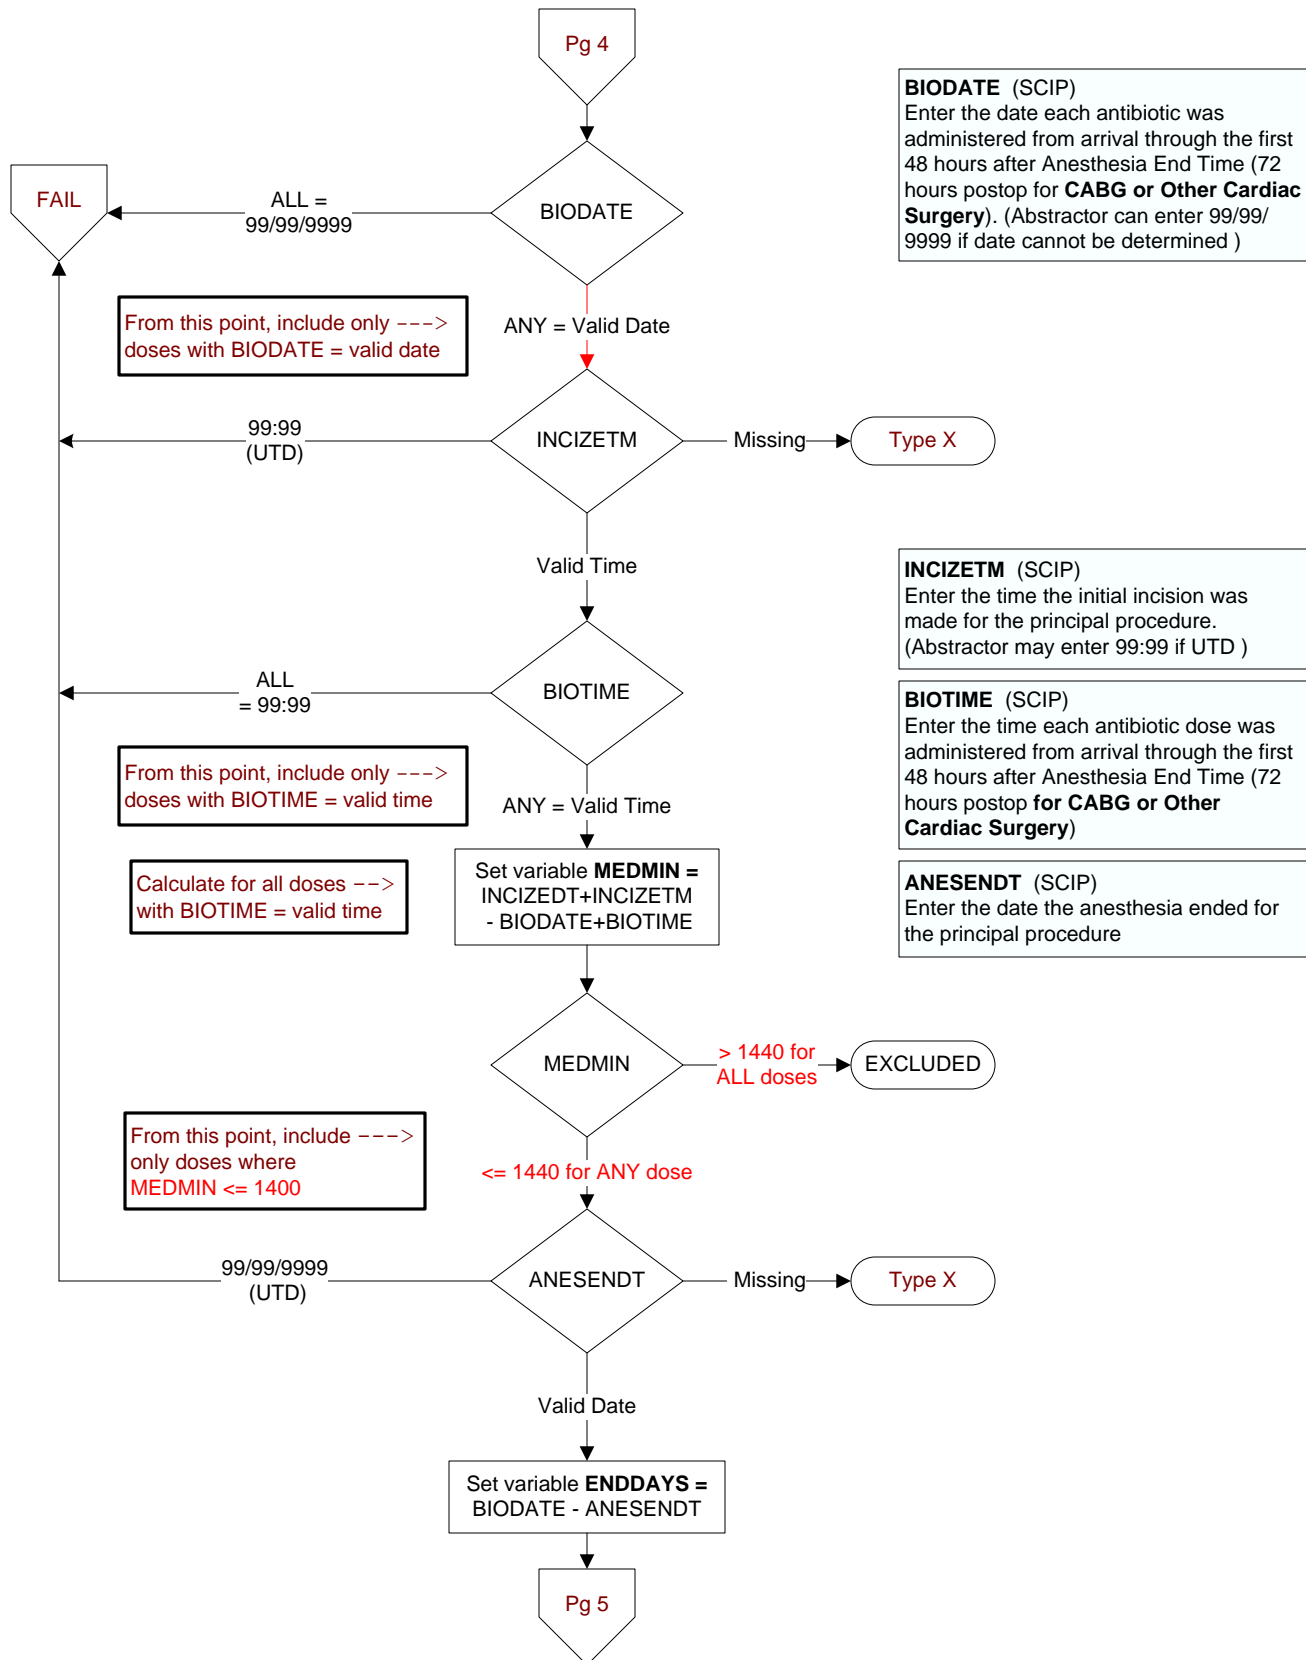 Pg 4
BIODATE (SCIP)
Enter the date each antibiotic was
administered from arrival through the first
48 hours after Anesthesia End Time (72
hours postop for CABG or Other Cardiac
Surgery). (Abstractor can enter 99/99/
9999 if date cannot be determined )
FAIL
ALL =
99/99/9999
BIODATE
From this point, include only --->
doses with BIODATE = valid date
ANY = Valid Date
99:99
(UTD)
INCIZETM
Missing
Type X
Valid Time
INCIZETM (SCIP)
Enter the time the initial incision was
made for the principal procedure.
(Abstractor may enter 99:99 if UTD )
ALL
= 99:99
BIOTIME
BIOTIME (SCIP)
Enter the time each antibiotic dose was
administered from arrival through the first
48 hours after Anesthesia End Time (72
hours postop for CABG or Other
Cardiac Surgery)
From this point, include only --->
doses with BIOTIME = valid time
ANY = Valid Time
Calculate for all doses -->
with BIOTIME = valid time
Set variable MEDMIN =
INCIZEDT+INCIZETM
- BIODATE+BIOTIME
ANESENDT (SCIP)
Enter the date the anesthesia ended for
the principal procedure
MEDMIN
> 1440 for
ALL doses
EXCLUDED
From this point, include --->
only doses where
MEDMIN <= 1400
<= 1440 for ANY dose
99/99/9999
(UTD)
ANESENDT
Missing
Type X
Valid Date
Set variable ENDDAYS =
BIODATE - ANESENDT
Pg 5